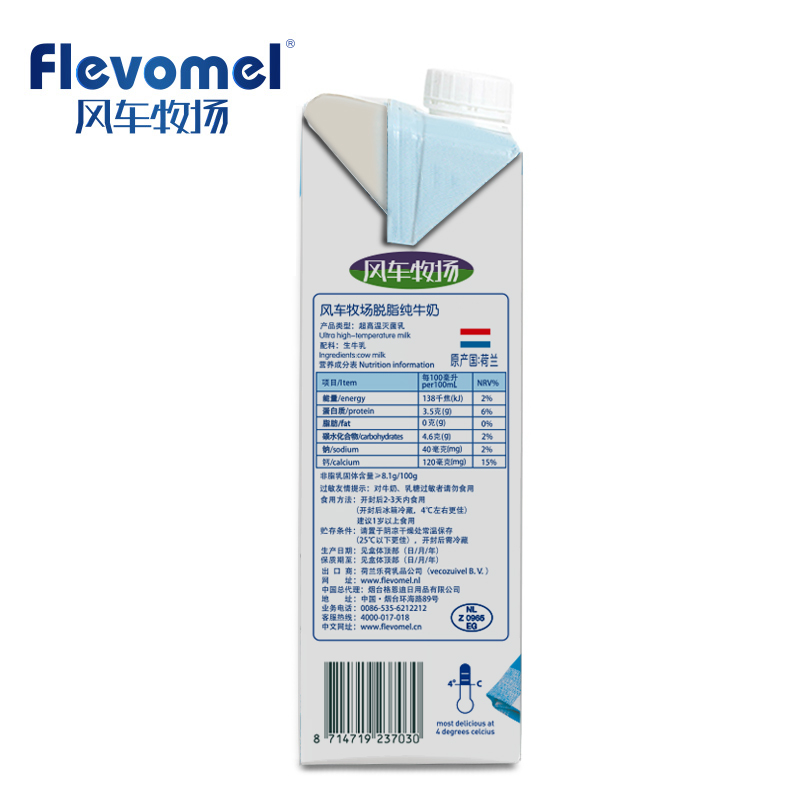 Flevomel®
风车牧场
风车牧场
风车牧场脱脂纯牛奶
产品类型：超高温灭菌乳
Ultra high-temperature milk
配料：生牛乳
Ingredients:cow milk
原产国:荷兰
营养成分表 Nutrition information
项目/Item 每100毫升 per100mL NRV%
能量/energy 138千焦(kJ) 2%
蛋白质/protein 3.5克(g) 6%
脂肪/fat 0克(g) 0%
碳水化合物/carbohydrates 4.6克(g) 2%
钠/sodium 40毫克(mg) 2%
钙/calcium 120毫克(mg) 15%
非脂乳固体含量≥8.1g/100g
过敏友情提示：对牛奶、乳糖过敏者请勿食用
食用方法：开封后2-3天内食用
（开封后冰箱冷藏，4℃左右更佳）
建议1岁以上食用
贮存条件：请置于阴凉干燥处常温保存
（25℃以下更佳），开封后需冷藏
生产日期：见盒体顶部（日/月/年）
保质期至：见盒体顶部（日/月/年）
出口商：荷兰乐荷乳品公司（vecozuivel B.V.）
网址：www.flevomel.nl
中国总代理：烟台格恩迪日用品有限公司
地址：中国·烟台环海路89号
业务电话：0086-535-6212212
客服热线：4000-017-018
中文网址：www.flevomel.cn
NL
Z 0965
EG
4° C
most delicious at
4 degrees celcius
8 714719 237030